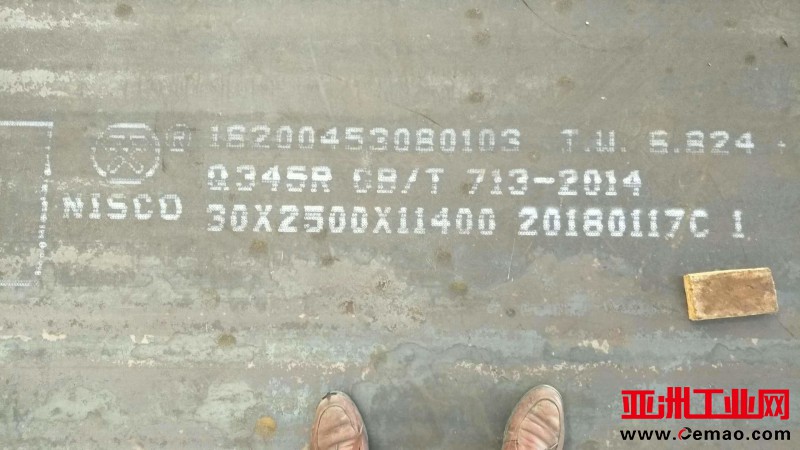 ® 18200453080103 T.W. 6.824 +
Q345R GB/T 713-2014
NISCO 30X2500X11400 20180117C 1
亚洲工业网
www.Cemao.com